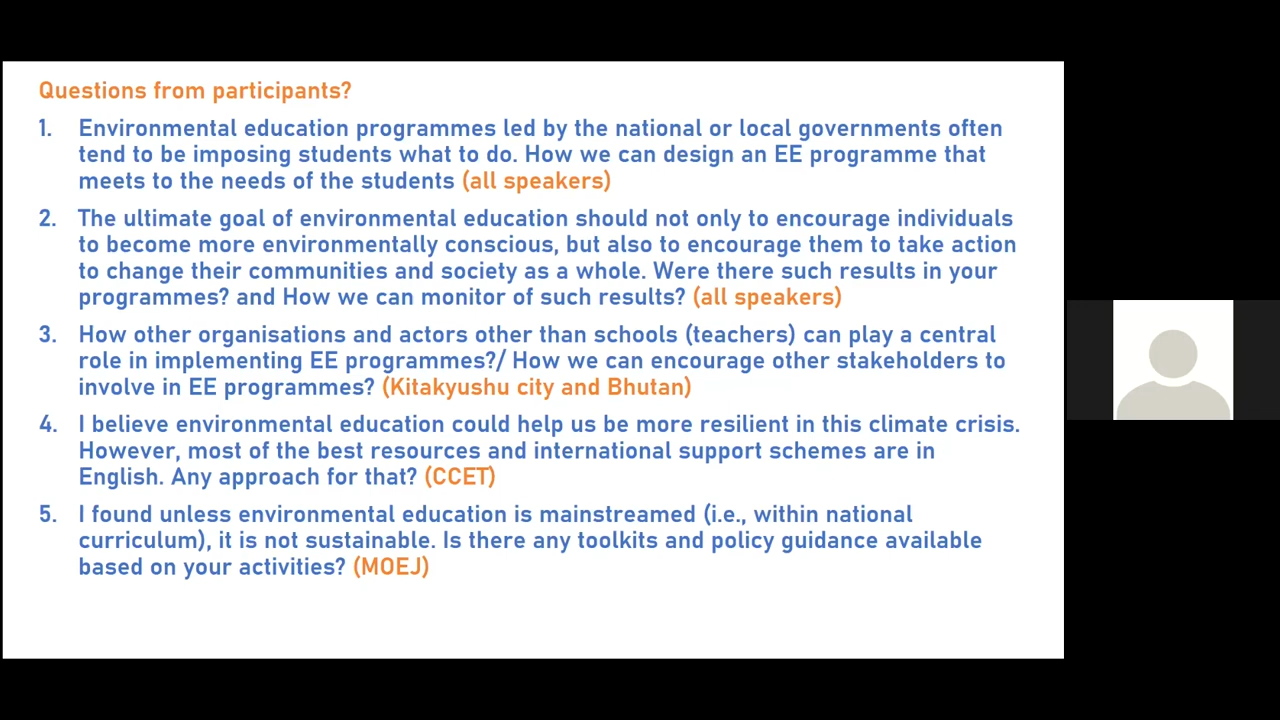 Questions from participants?
1. Environmental education programmes led by the national or local governments often
tend to be imposing students what to do. How we can design an EE programme that
meets to the needs of the students (all speakers)
2. The ultimate goal of environmental education should not only to encourage individuals
to become more environmentally conscious, but also to encourage them to take action
to change their communities and society as a whole. Were there such results in your
programmes? and How we can monitor of such results? (all speakers)
3. How other organisations and actors other than schools (teachers) can play a central
role in implementing EE programmes?/ How we can encourage other stakeholders to
involve in EE programmes? (Kitakyushu city and Bhutan)
4. I believe environmental education could help us be more resilient in this climate crisis.
However, most of the best resources and international support schemes are in
English. Any approach for that? (CCET)
5. I found unless environmental education is mainstreamed (i.e., within national
curriculum), it is not sustainable. Is there any toolkits and policy guidance available
based on your activities? (MOEJ)